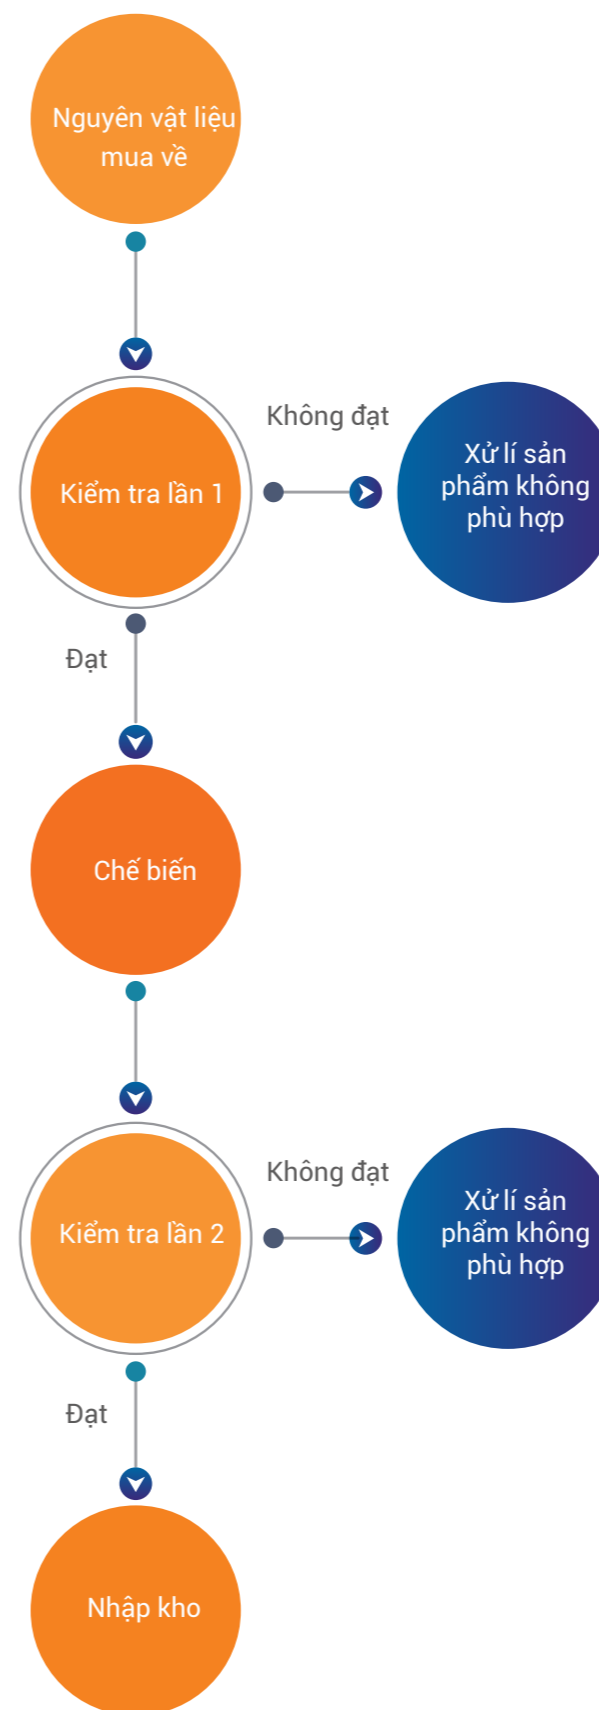 Nguyên vật liệu
mua về
Kiểm tra lần 1
Không đạt
Xử lí sản
phẩm không
phù hợp
Đạt
Chế biến
Kiểm tra lần 2
Không đạt
Xử lí sản
phẩm không
phù hợp
Đạt
Nhập kho